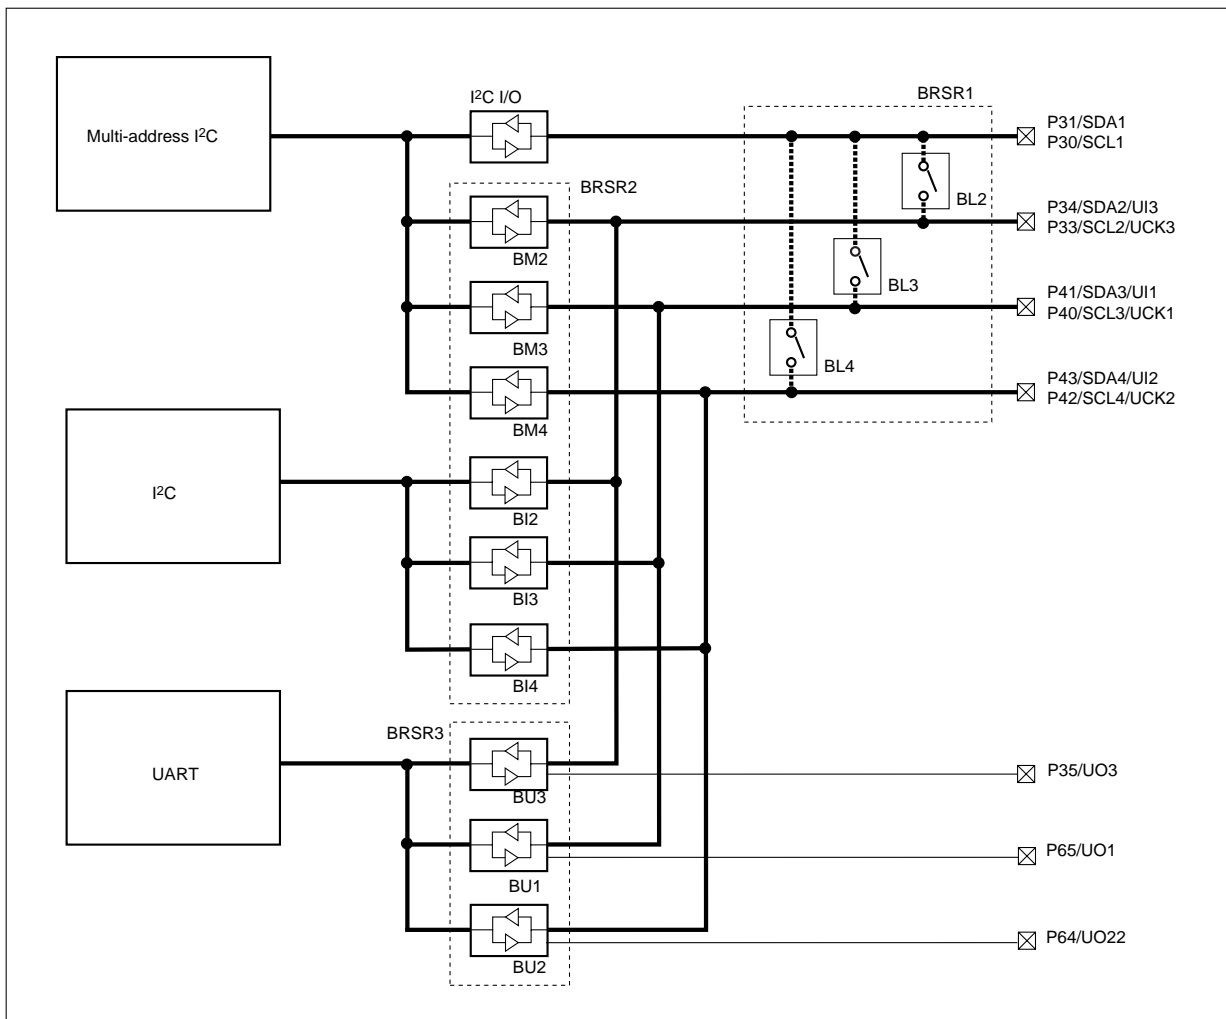 I²C I/O
BRSR1
Multi-address I²C
P31/SDA1
P30/SCL1
BRSR2
BL2
P34/SDA2/UI3
P33/SCL2/UCK3
BM2
BL3
P41/SDA3/UI1
P40/SCL3/UCK1
BM3
BL4
P43/SDA4/UI2
P42/SCL4/UCK2
BM4
I²C
BI2
BI3
BI4
BRSR3
UART
P35/UO3
BU3
P65/UO1
BU1
P64/UO22
BU2